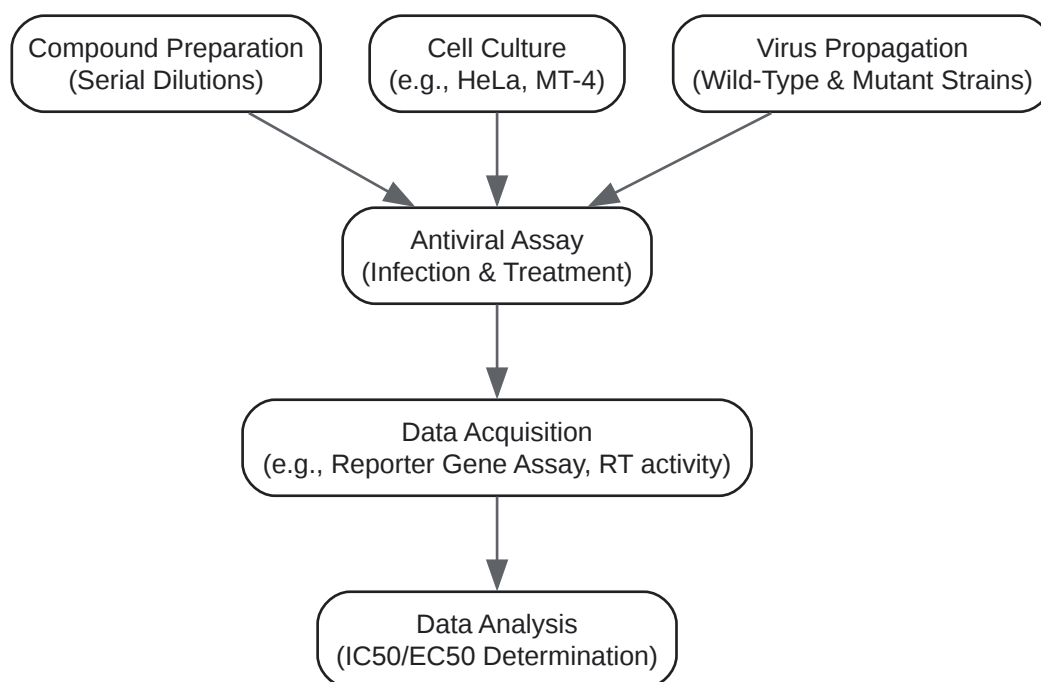 Compound Preparation
(Serial Dilutions)
Cell Culture
(e.g., HeLa, MT-4)
Virus Propagation
(Wild-Type & Mutant Strains)
Antiviral Assay
(Infection & Treatment)
Data Acquisition
(e.g., Reporter Gene Assay, RT activity)
Data Analysis
(IC50/EC50 Determination)